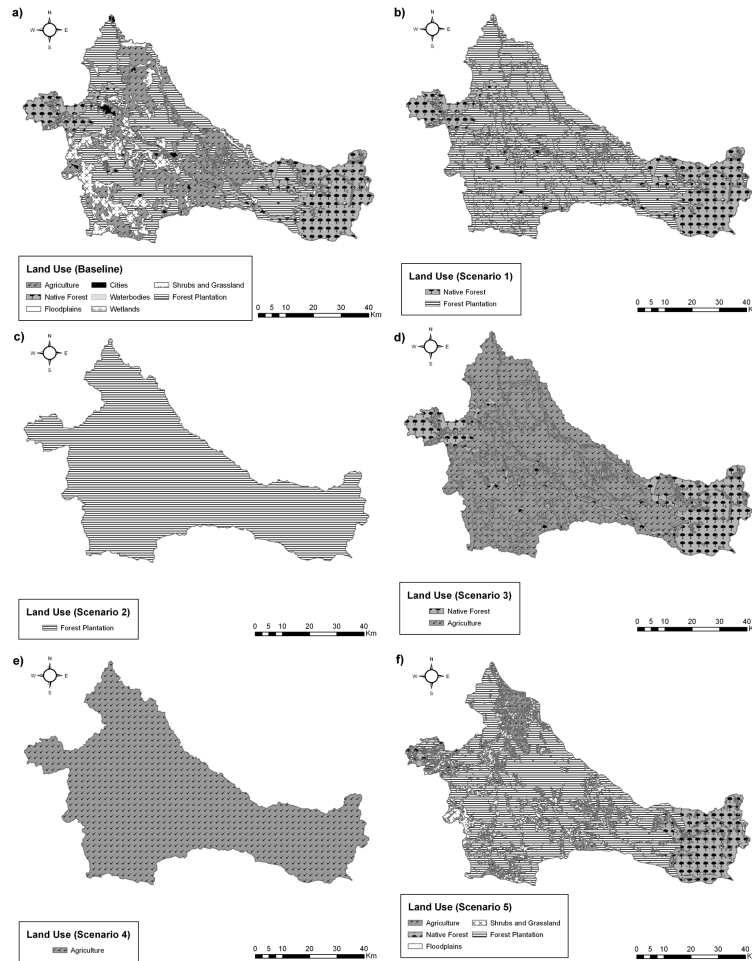 a)
N
W E
S
Land Use (Baseline)
Agriculture Cities Shrubs and Grassland
Native Forest Waterbodies Forest Plantation
Floodplains Wetlands
0 5 10 20 30 40
Km
b)
N
W E
S
Land Use (Scenario 1)
Native Forest
Forest Plantation
0 5 10 20 30 40
c)
N
W E
S
Land Use (Scenario 2)
Forest Plantation
0 5 10 20 30 40
Km
d)
N
W E
S
Land Use (Scenario 3)
Native Forest
Agriculture
0 5 10 20 30 40
e)
N
W E
S
Land Use (Scenario 4)
Agriculture
0 5 10 20 30 40
Km
f)
N
W E
S
Land Use (Scenario 5)
Agriculture Shrubs and Grassland
Native Forest Forest Plantation
Floodplains
0 5 10 20 30 40